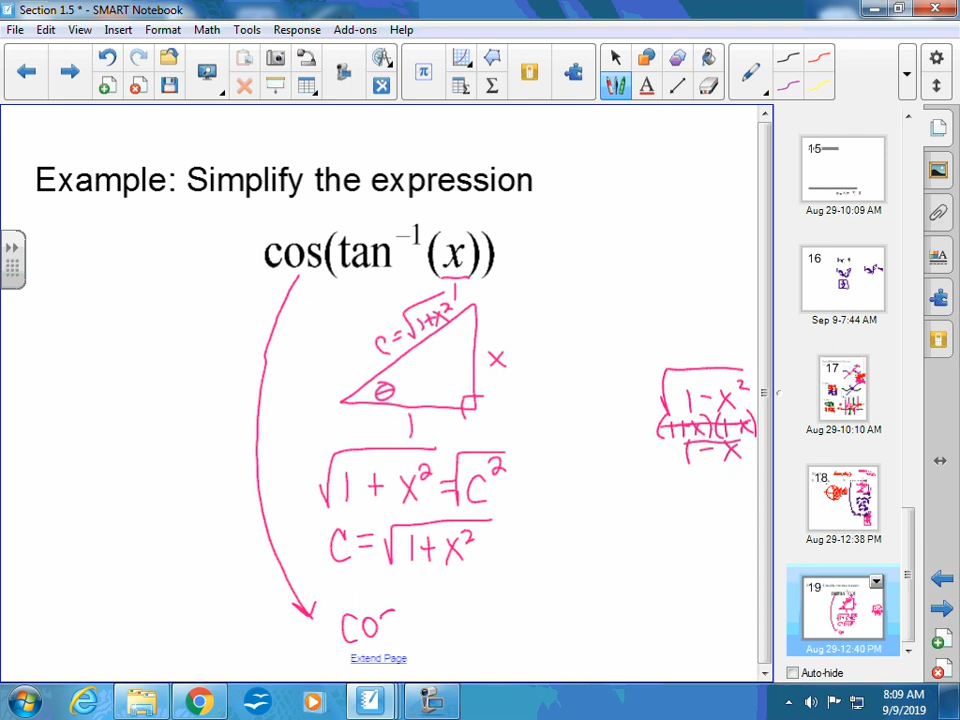 Section 1.5 * - SMART Notebook
File Edit View Insert Format Math Tools Response Add-ons Help
Example: Simplify the expression
cos(tan⁻¹(x))
1
C=√1+x²
x
θ
1
√1+x² = √C²
C = √1+x²
cos
Extend Page
√1-x²
(1+x)(1-x)
1-x
15
Aug 29-10:09 AM
16
Sep 9-7:44 AM
17
Aug 29-10:10 AM
18
Aug 29-12:38 PM
19
Aug 29-12:40 PM
Auto-hide
8:09 AM
9/9/2019